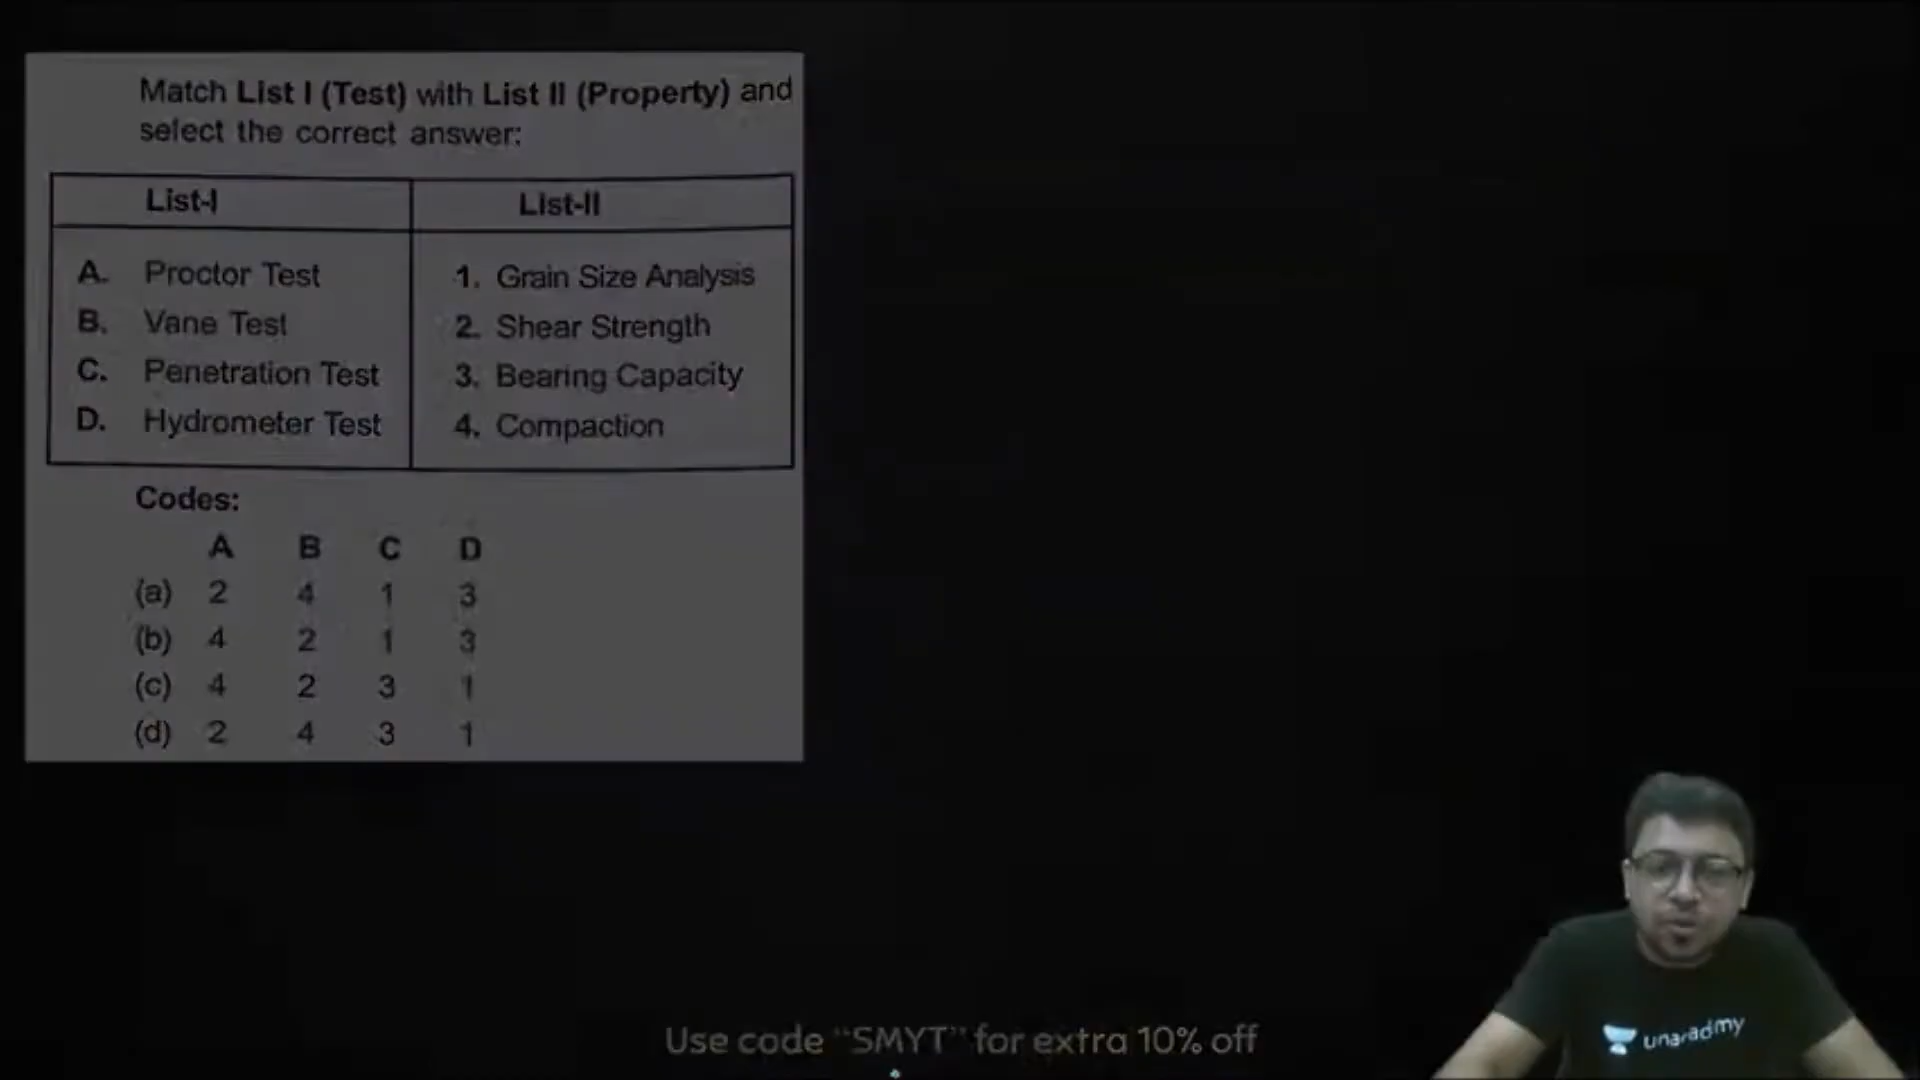 Match List I (Test) with List II (Property) and
select the correct answer:
List-I List-II
A. Proctor Test 1. Grain Size Analysis
B. Vane Test 2. Shear Strength
C. Penetration Test 3. Bearing Capacity
D. Hydrometer Test 4. Compaction
Codes:
A B C D
(a) 2 4 1 3
(b) 4 2 1 3
(c) 4 2 3 1
(d) 2 4 3 1
Use code "SMYT" for extra 10% off
unacademy